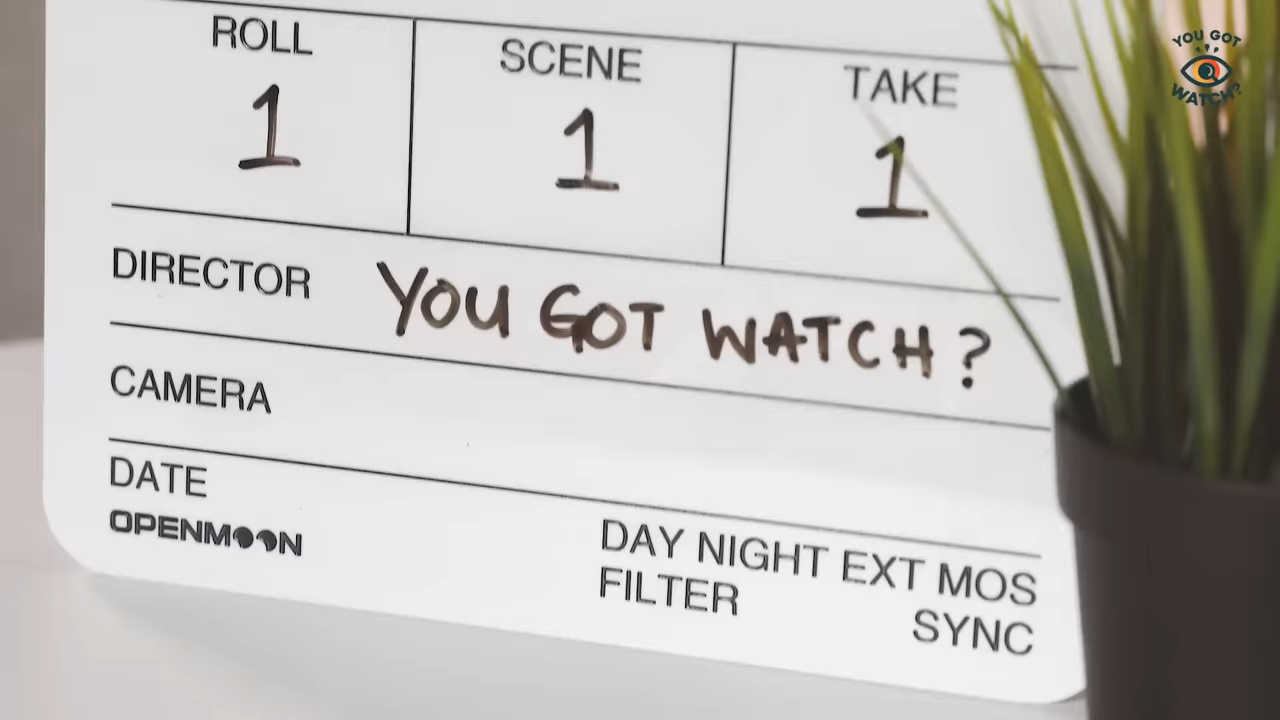 ROLL SCENE TAKE
1 1 1
DIRECTOR YOU GOT WATCH?
CAMERA
DATE
OPENMOON
DAY NIGHT EXT MOS
FILTER SYNC
YOU GOT
WATCH?